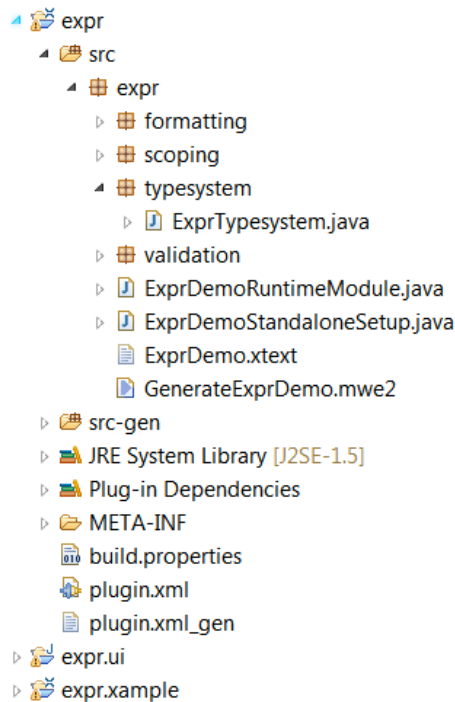 expr
src
expr
formatting
scoping
typesystem
ExprTypesystem.java
validation
ExprDemoRuntimeModule.java
ExprDemoStandaloneSetup.java
ExprDemo.xtext
GenerateExprDemo.mwe2
src-gen
JRE System Library [J2SE-1.5]
Plug-in Dependencies
META-INF
build.properties
plugin.xml
plugin.xml_gen
expr.ui
expr.xample